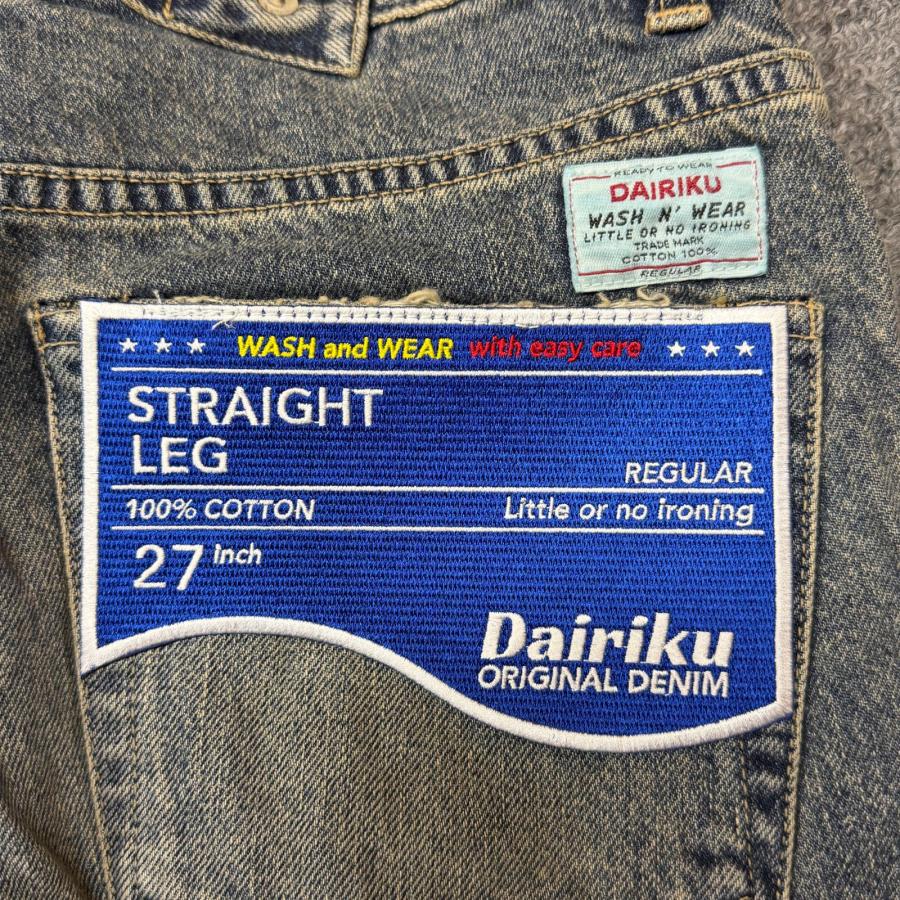 READY TO WEAR
DAIRIKU
WASH N' WEAR
LITTLE OR NO IRONING
TRADE MARK
COTTON 100%
REGULAR
WASH and WEAR with easy care
STRAIGHT
LEG
REGULAR
100% COTTON
Little or no ironing
27 inch
Dairiku
ORIGINAL DENIM